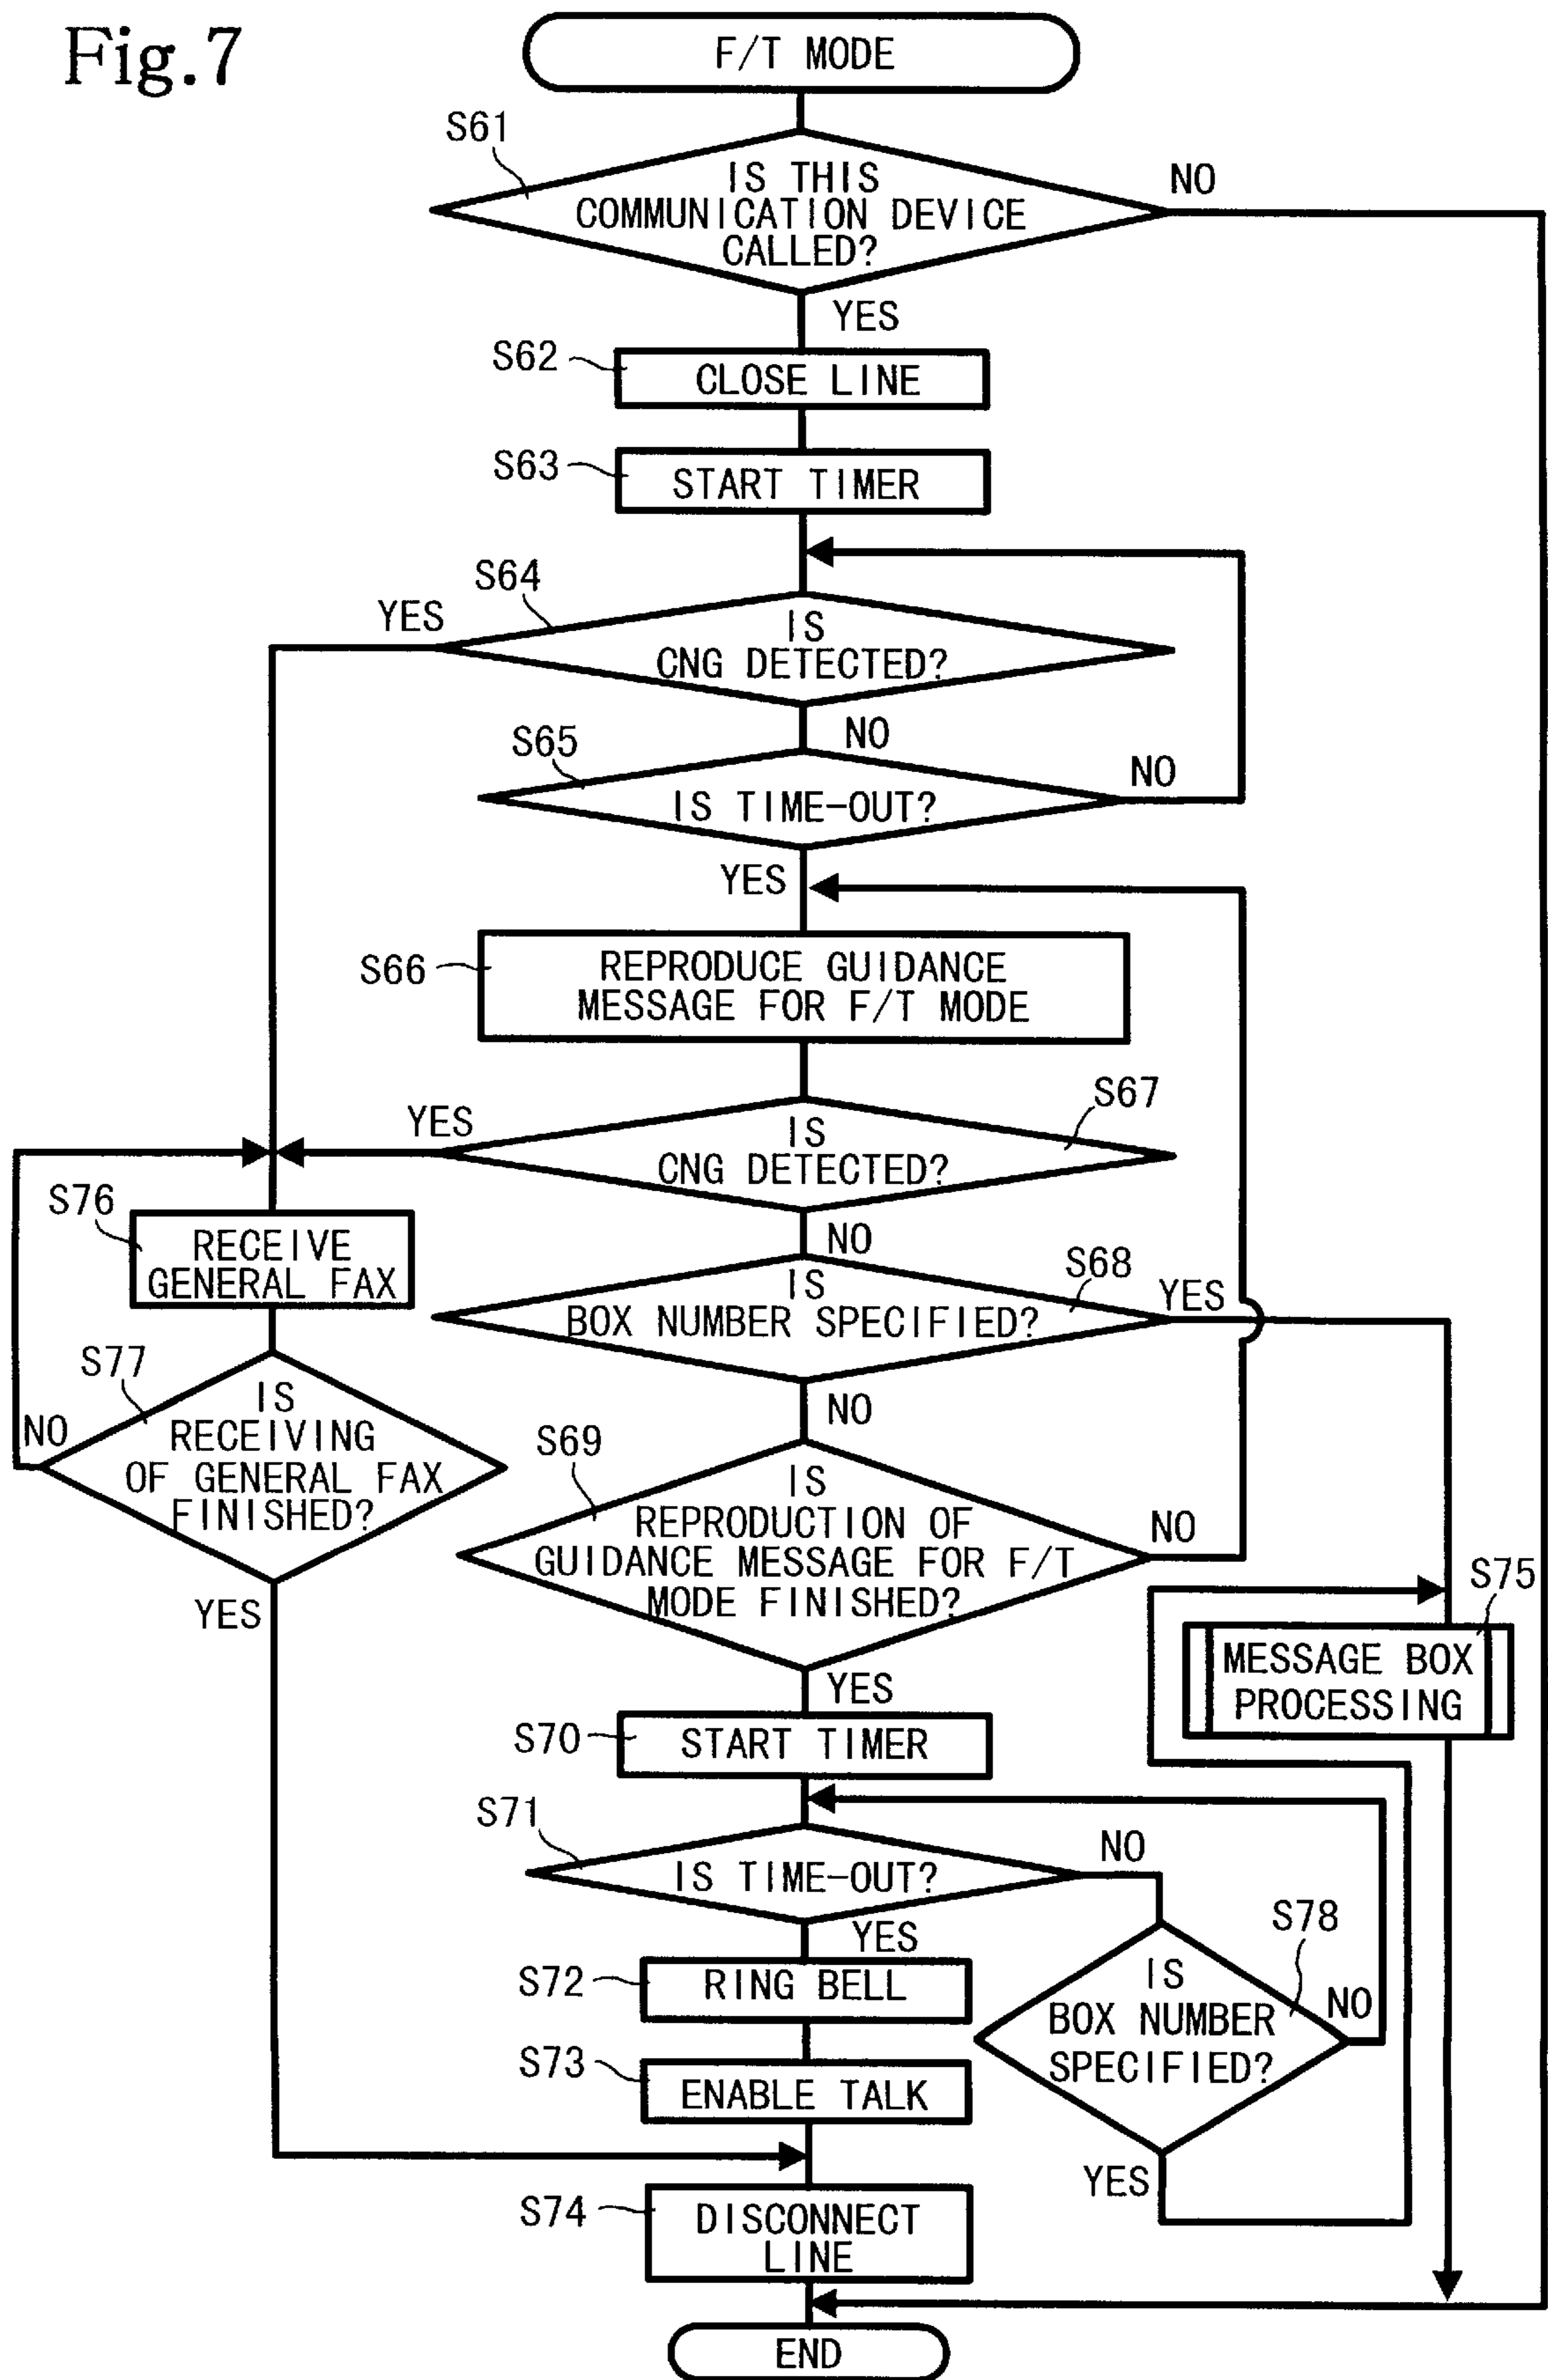 Fig.7
F/T MODE
S61
IS THIS
COMMUNICATION DEVICE
CALLED?
NO
YES
S62
CLOSE LINE
S63
START TIMER
S64
YES
IS
CNG DETECTED?
NO
S65
IS TIME-OUT?
NO
YES
S66
REPRODUCE GUIDANCE
MESSAGE FOR F/T MODE
S67
YES
IS
CNG DETECTED?
NO
S76
RECEIVE
GENERAL FAX
S68
IS
BOX NUMBER SPECIFIED?
YES
NO
S77
IS
RECEIVING
OF GENERAL FAX
FINISHED?
NO
YES
S69
IS
REPRODUCTION OF
GUIDANCE MESSAGE FOR F/T
MODE FINISHED?
NO
YES
S75
MESSAGE BOX
PROCESSING
S70
START TIMER
S71
IS TIME-OUT?
NO
YES
S78
IS
BOX NUMBER
SPECIFIED?
NO
YES
S72
RING BELL
S73
ENABLE TALK
S74
DISCONNECT
LINE
END